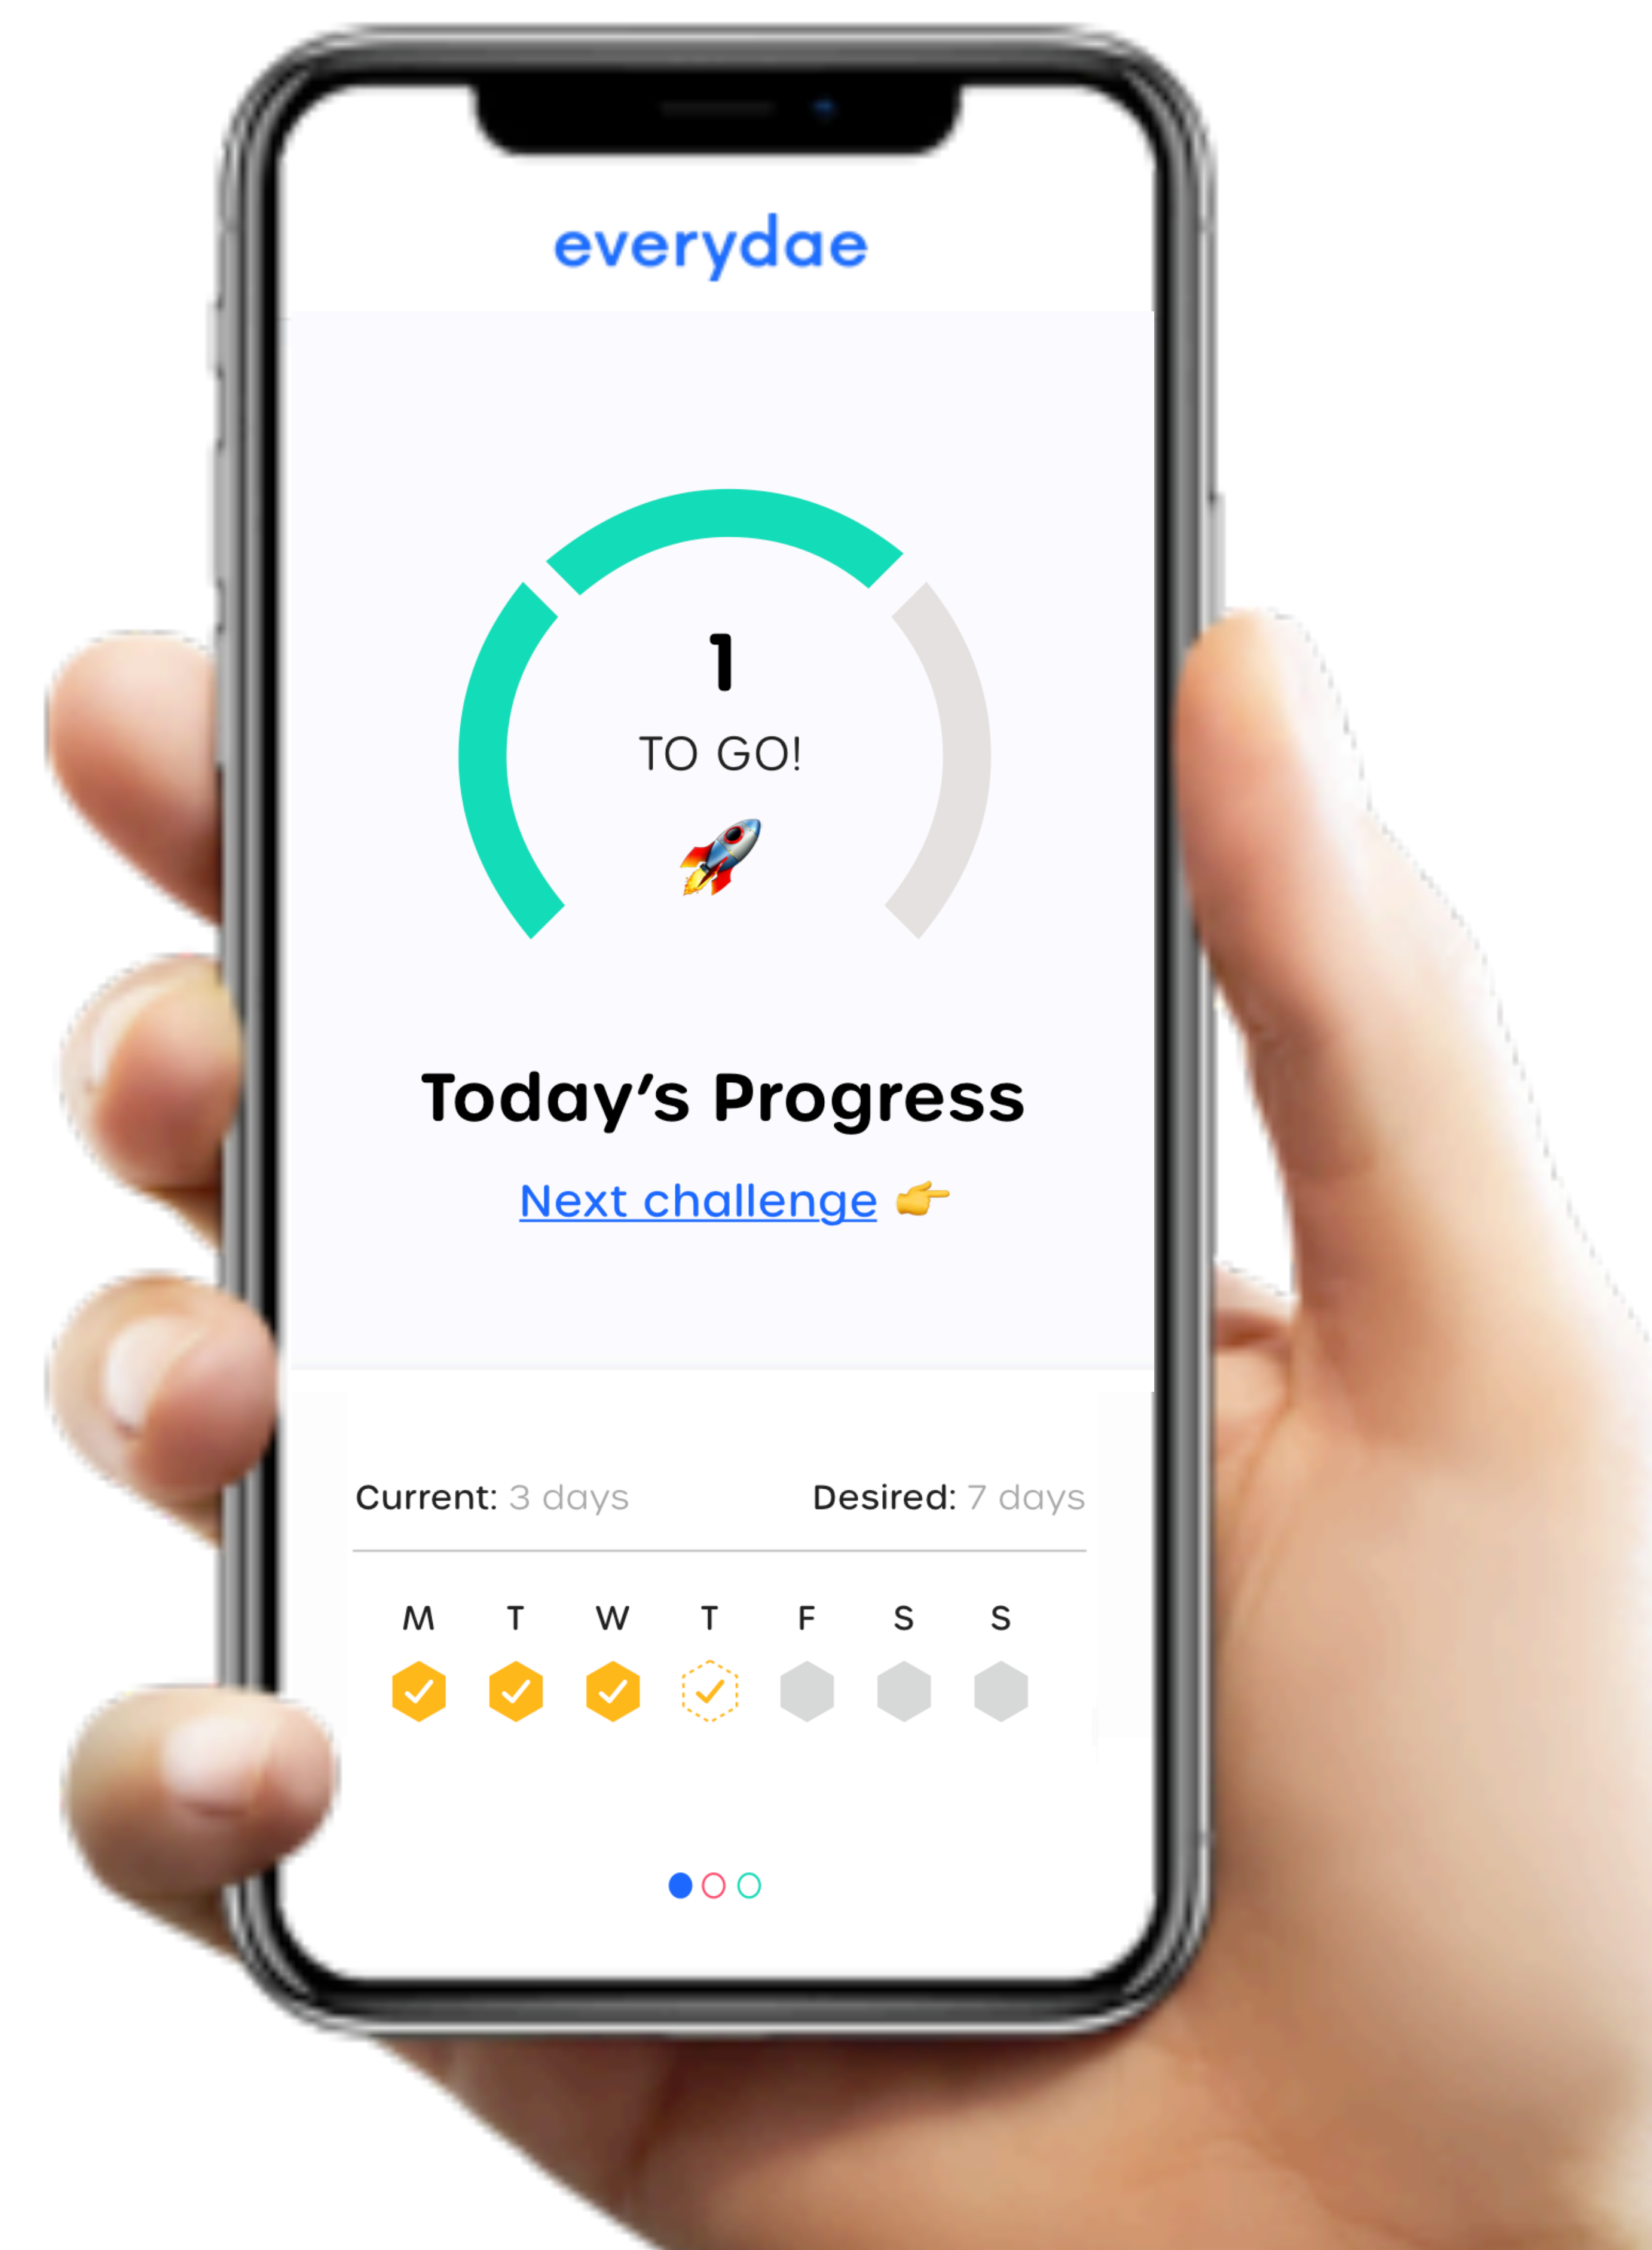 everydae
1
TO GO!
Today's Progress
Next challenge
Current: 3 days Desired: 7 days
M T W T F S S